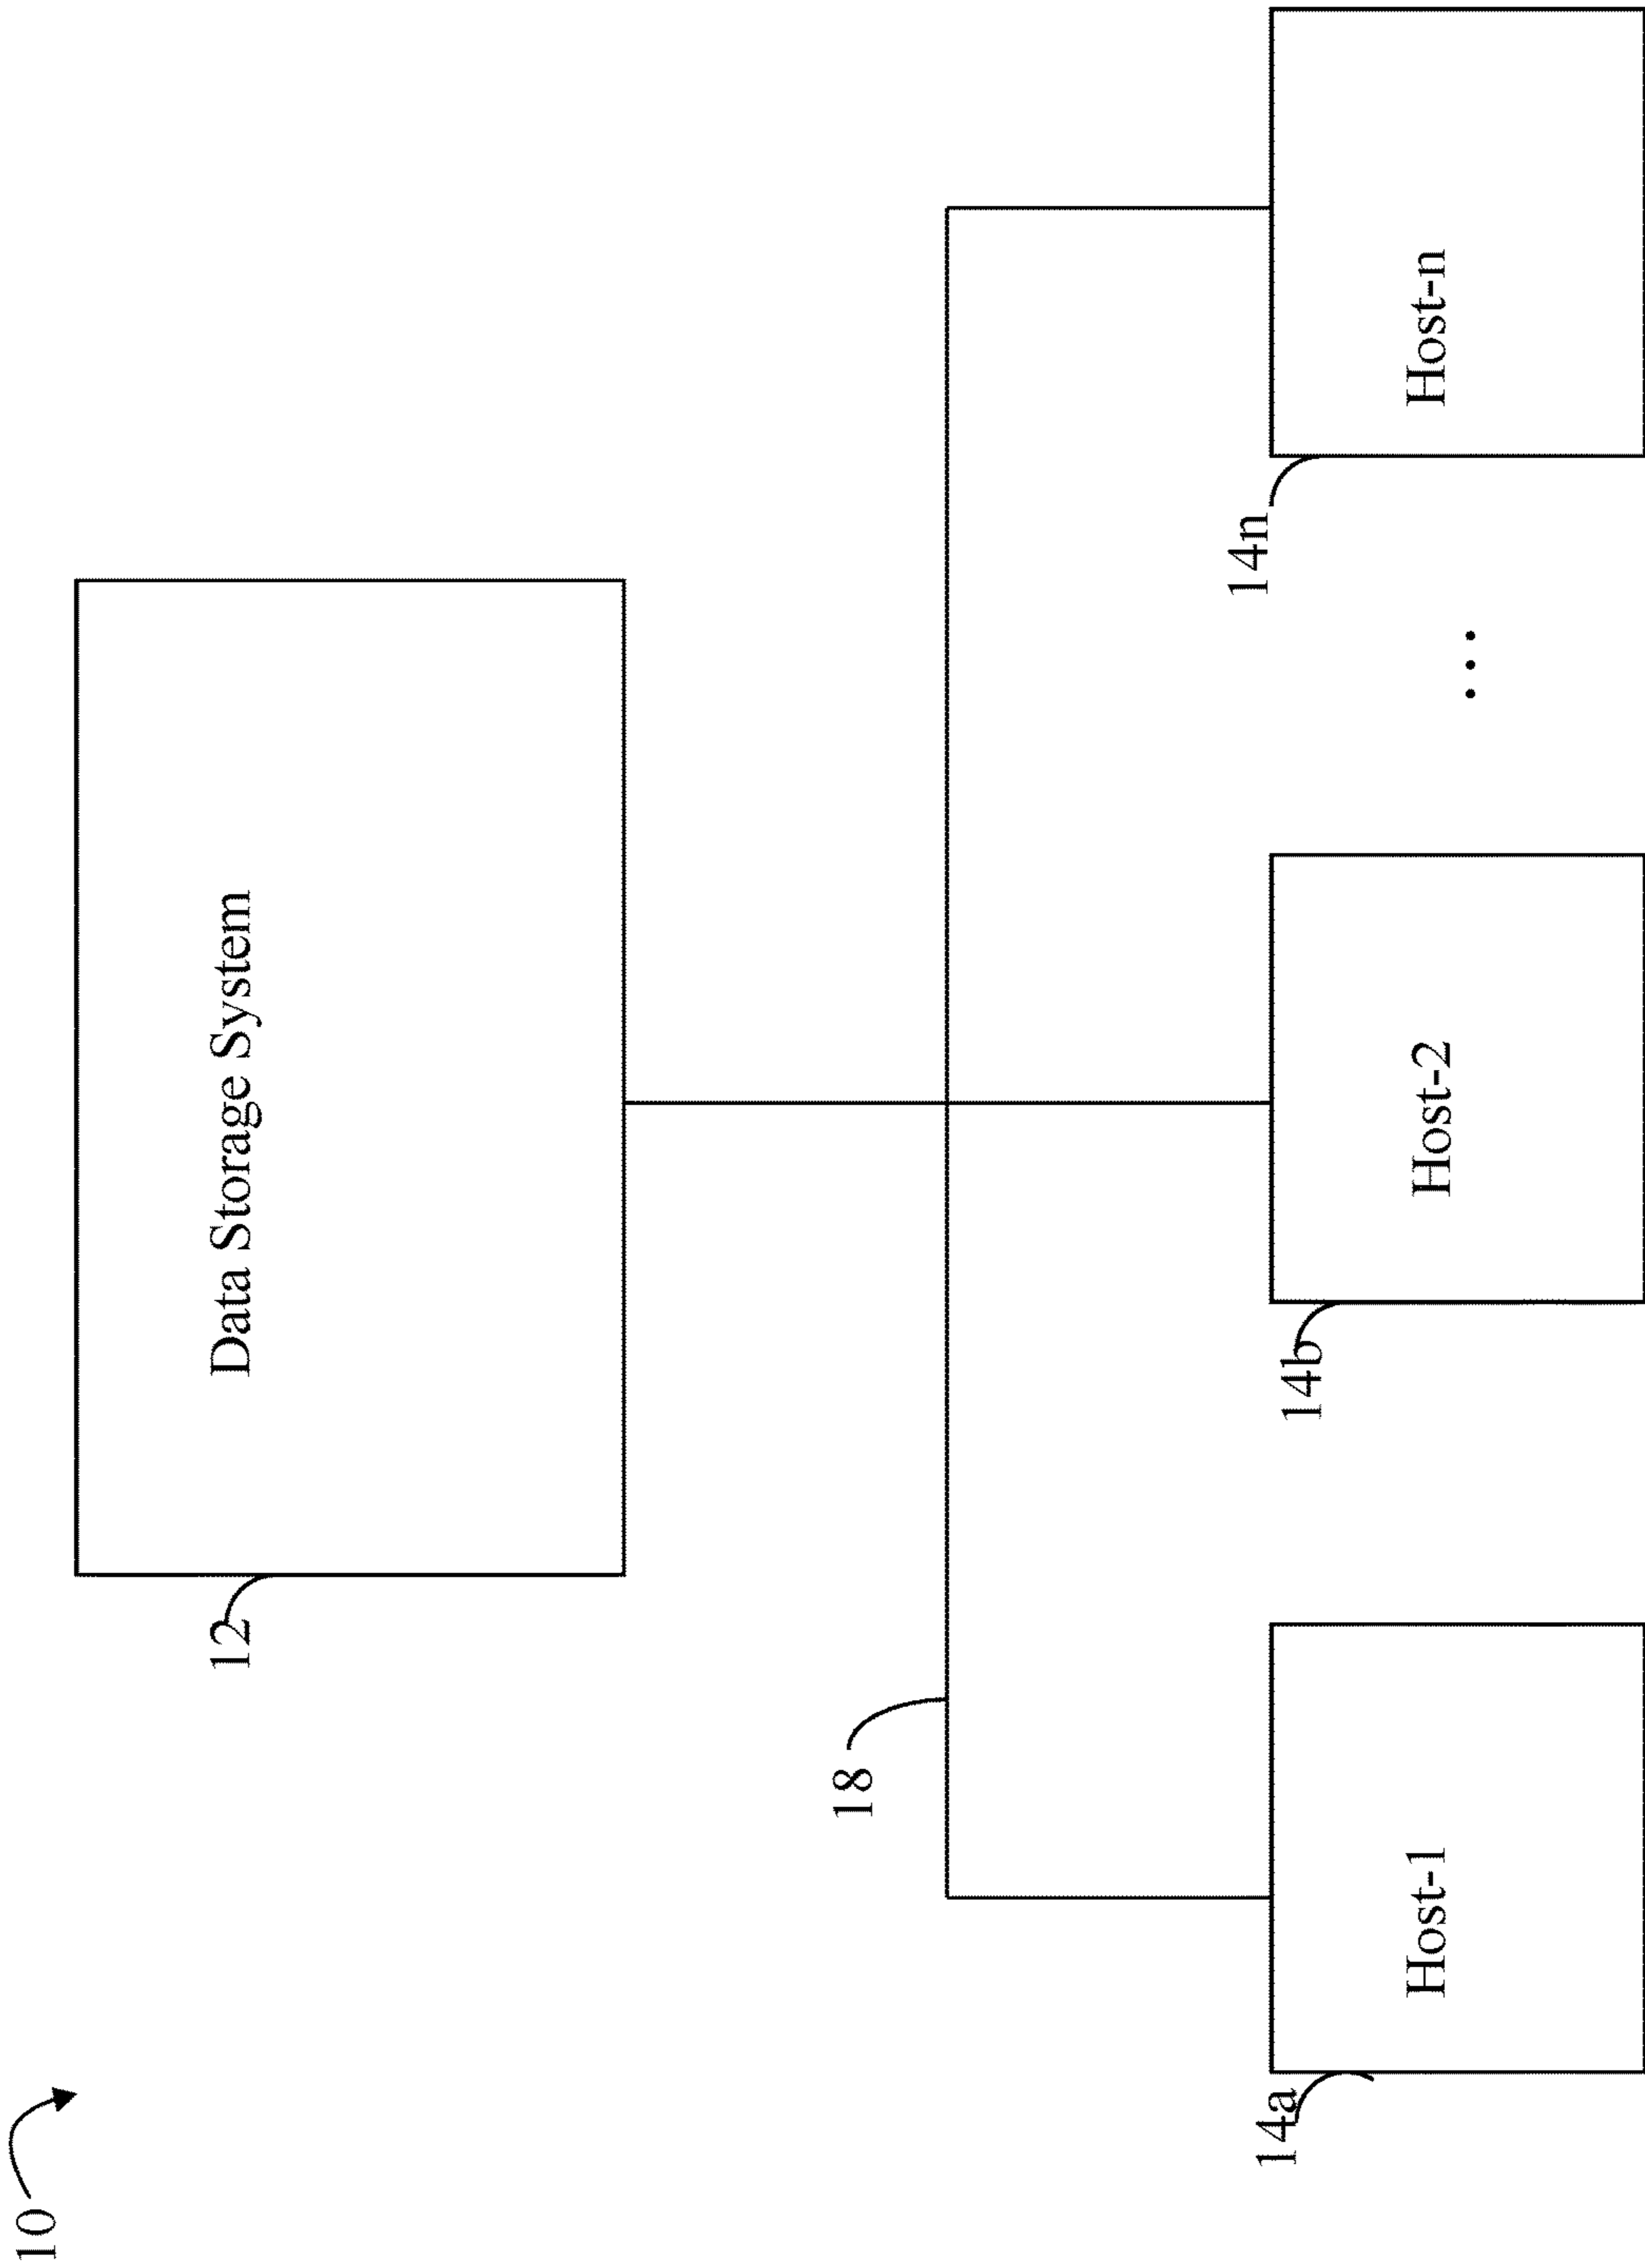 10
12
Data Storage System
18
14a
Host-1
14b
Host-2
...
14n
Host-n